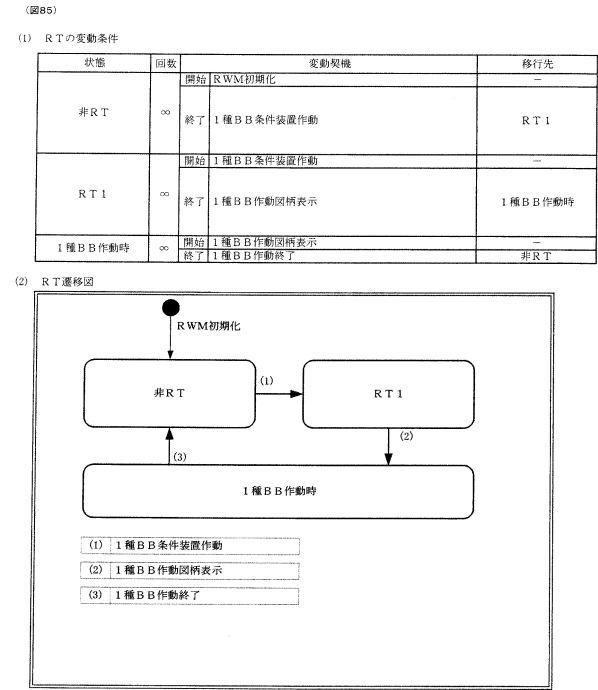 (図85)
(1) RTの変動条件
状態 回数 変動契機 移行先
非RT ∞ 開始 RWM初期化 －
終了 1種BB条件装置作動 RT1
RT1 ∞ 開始 1種BB条件装置作動 －
終了 1種BB作動図柄表示 1種BB作動時
1種BB作動時 ∞ 開始 1種BB作動図柄表示 －
終了 1種BB作動終了 非RT
(2) RT遷移図
RWM初期化
非RT (1) RT1
(2)
(3)
1種BB作動時
(1) 1種BB条件装置作動
(2) 1種BB作動図柄表示
(3) 1種BB作動終了